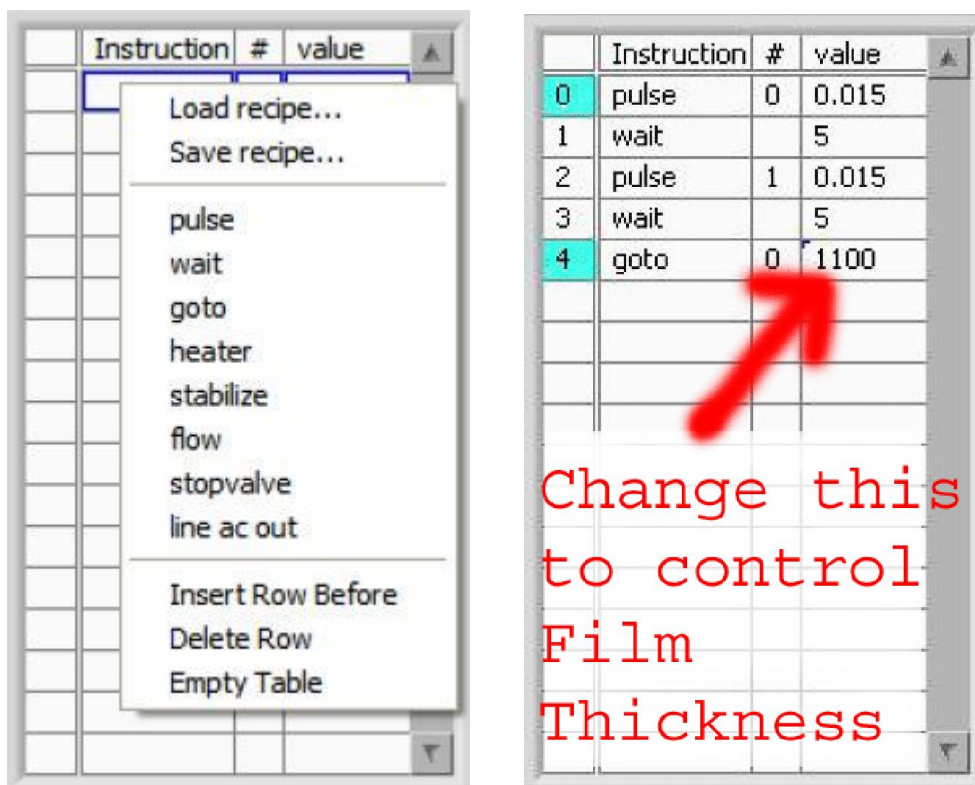 Instruction # value
Load recipe...
Save recipe...
pulse
wait
goto
heater
stabilize
flow
stopvalve
line ac out
Insert Row Before
Delete Row
Empty Table
Instruction # value
0 pulse 0 0.015
1 wait 5
2 pulse 1 0.015
3 wait 5
4 goto 0 1100
Change this
to control
Film
Thickness